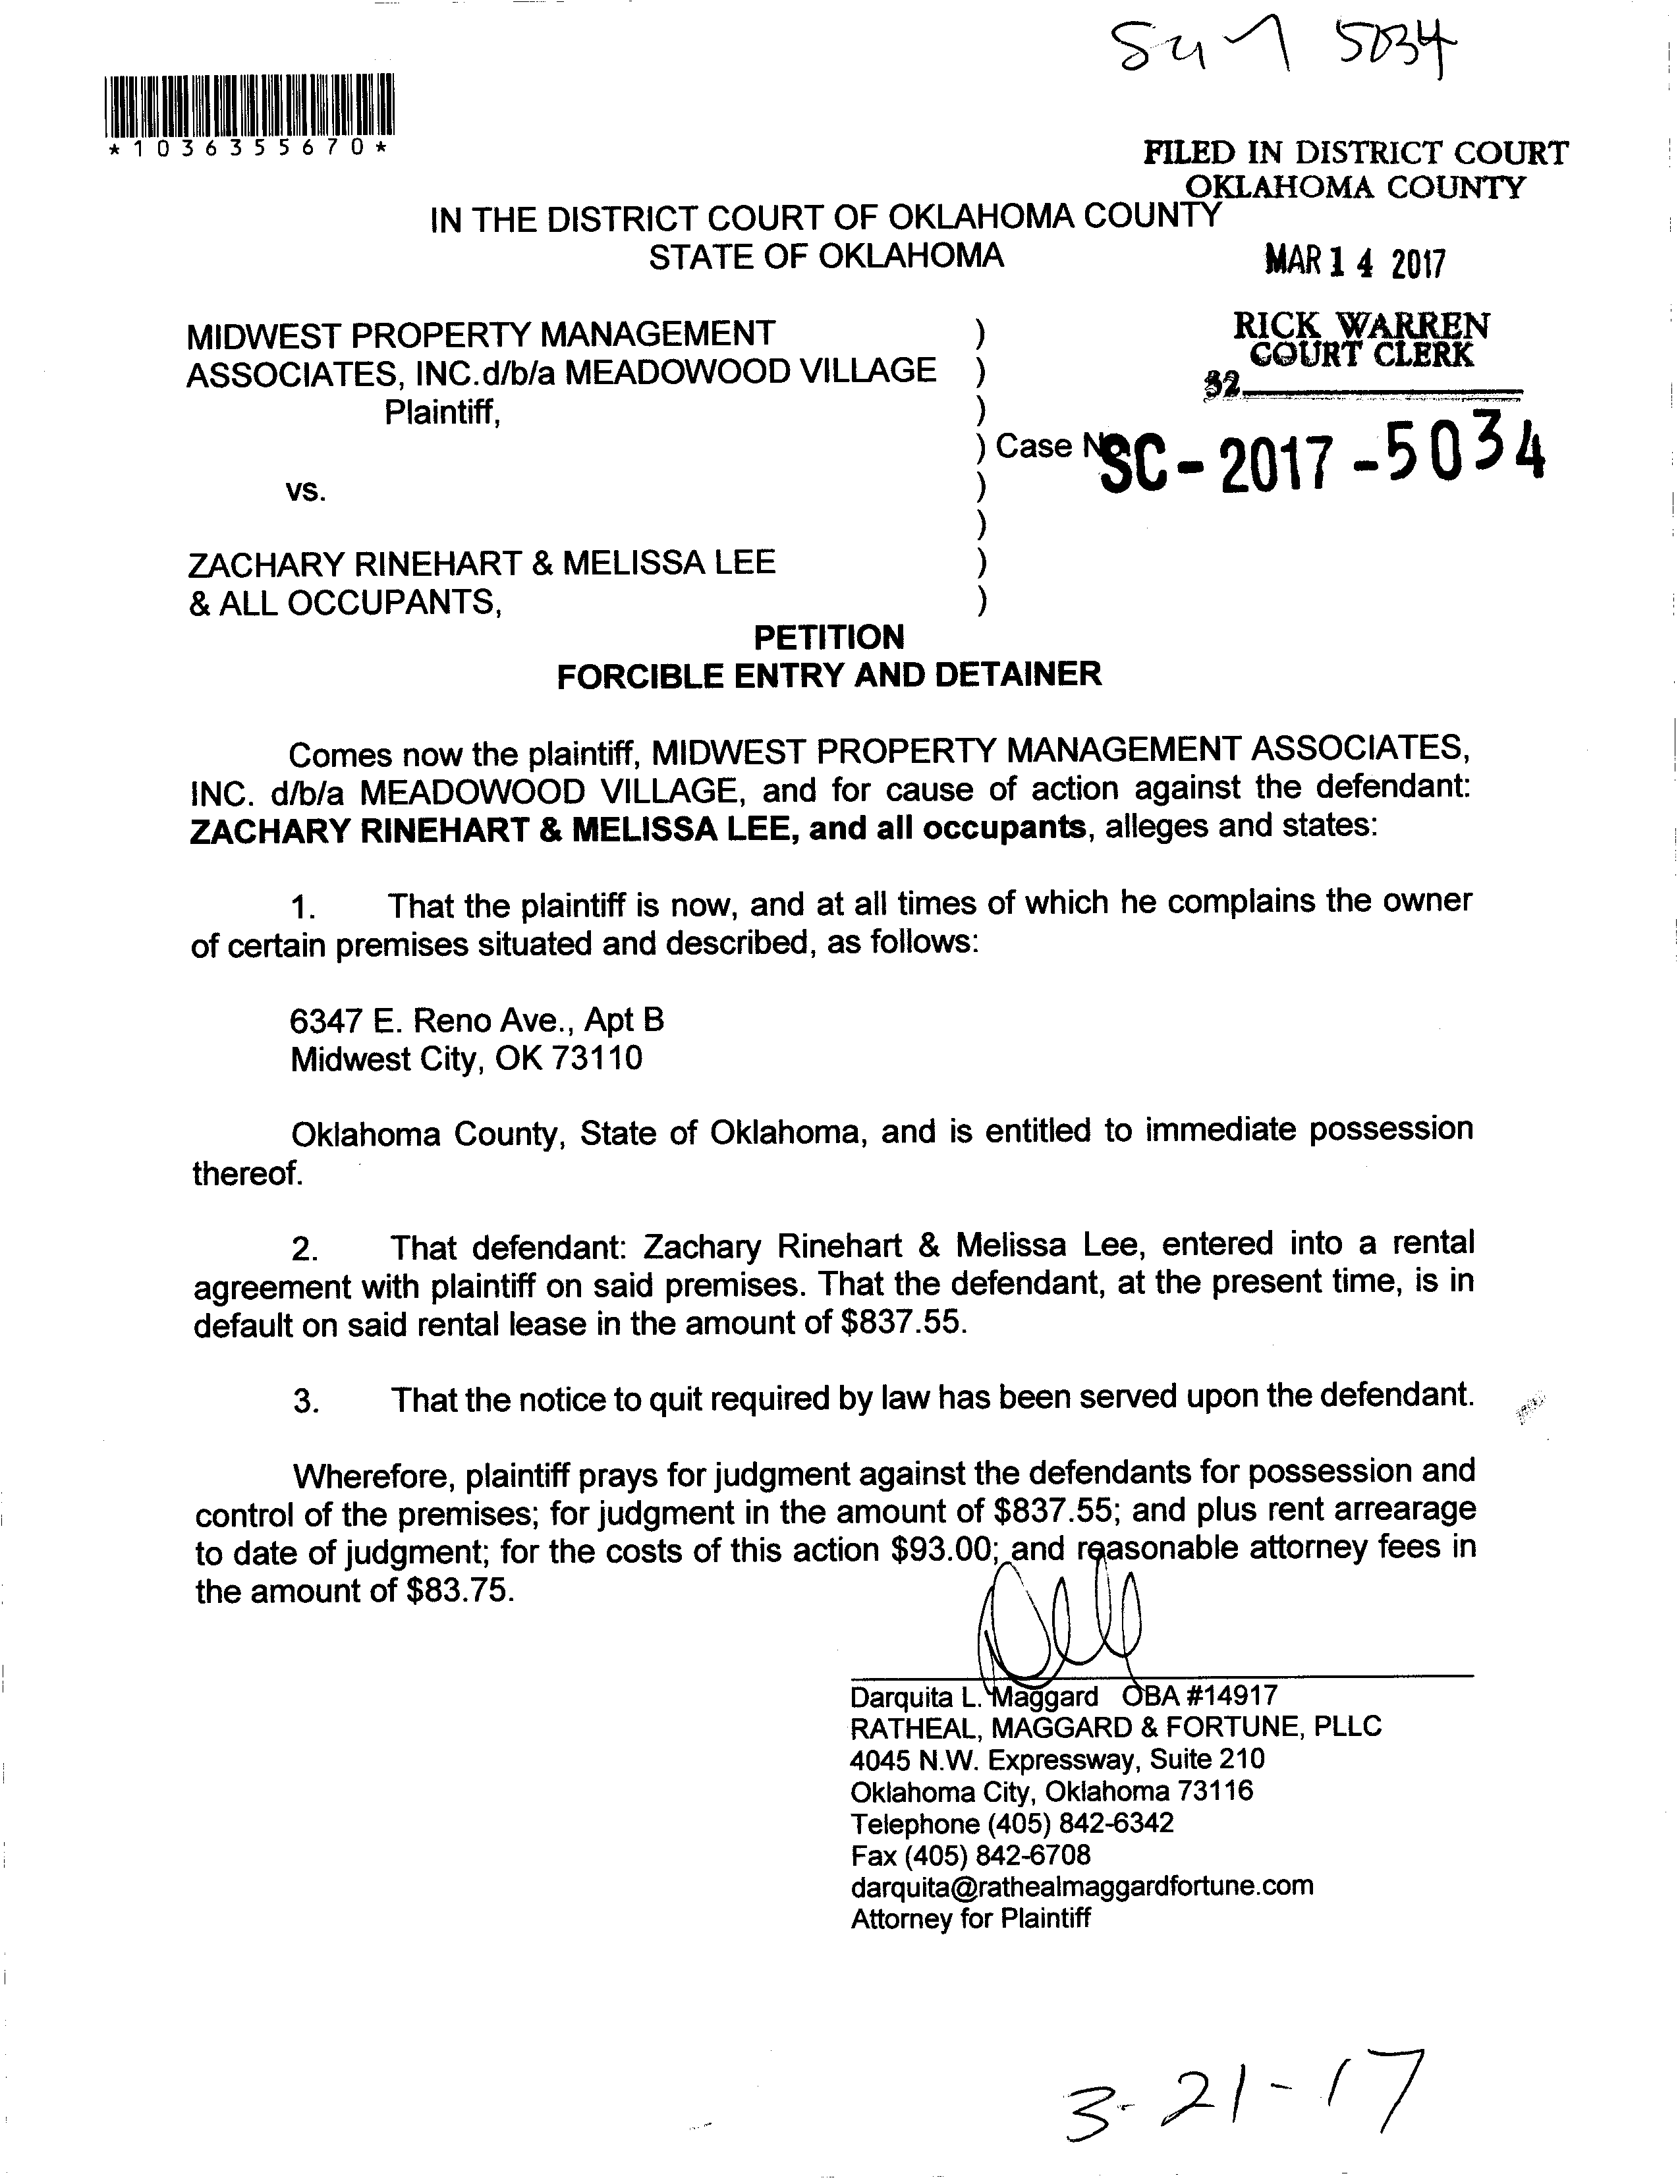 5034
*1036355670*
FILED IN DISTRICT COURT
OKLAHOMA COUNTY
IN THE DISTRICT COURT OF OKLAHOMA COUNTY
STATE OF OKLAHOMA
MAR 14 2017
RICK WARREN
COURT CLERK
32
MIDWEST PROPERTY MANAGEMENT )
ASSOCIATES, INC.d/b/a MEADOWOOD VILLAGE )
Plaintiff, )
) Case No SC-2017-5034
vs. )
)
ZACHARY RINEHART & MELISSA LEE )
& ALL OCCUPANTS, )
PETITION
FORCIBLE ENTRY AND DETAINER
Comes now the plaintiff, MIDWEST PROPERTY MANAGEMENT ASSOCIATES,
INC. d/b/a MEADOWOOD VILLAGE, and for cause of action against the defendant:
ZACHARY RINEHART & MELISSA LEE, and all occupants, alleges and states:
1. That the plaintiff is now, and at all times of which he complains the owner
of certain premises situated and described, as follows:
6347 E. Reno Ave., Apt B
Midwest City, OK 73110
Oklahoma County, State of Oklahoma, and is entitled to immediate possession
thereof.
2. That defendant: Zachary Rinehart & Melissa Lee, entered into a rental
agreement with plaintiff on said premises. That the defendant, at the present time, is in
default on said rental lease in the amount of $837.55.
3. That the notice to quit required by law has been served upon the defendant.
Wherefore, plaintiff prays for judgment against the defendants for possession and
control of the premises; for judgment in the amount of $837.55; and plus rent arrearage
to date of judgment; for the costs of this action $93.00; and reasonable attorney fees in
the amount of $83.75.
Darquita L. Maggard OBA #14917
RATHEAL, MAGGARD & FORTUNE, PLLC
4045 N.W. Expressway, Suite 210
Oklahoma City, Oklahoma 73116
Telephone (405) 842-6342
Fax (405) 842-6708
darquita@rathealmaggardfortune.com
Attorney for Plaintiff
3-21-17